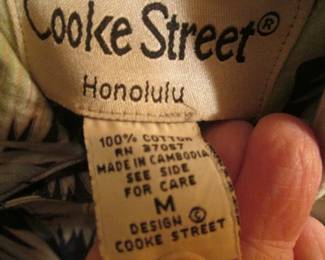 Cooke Street®
Honolulu
100% COTTON
RN 37057
MADE IN CAMBODIA
SEE SIDE
FOR CARE
M
DESIGN ©
COOKE STREET